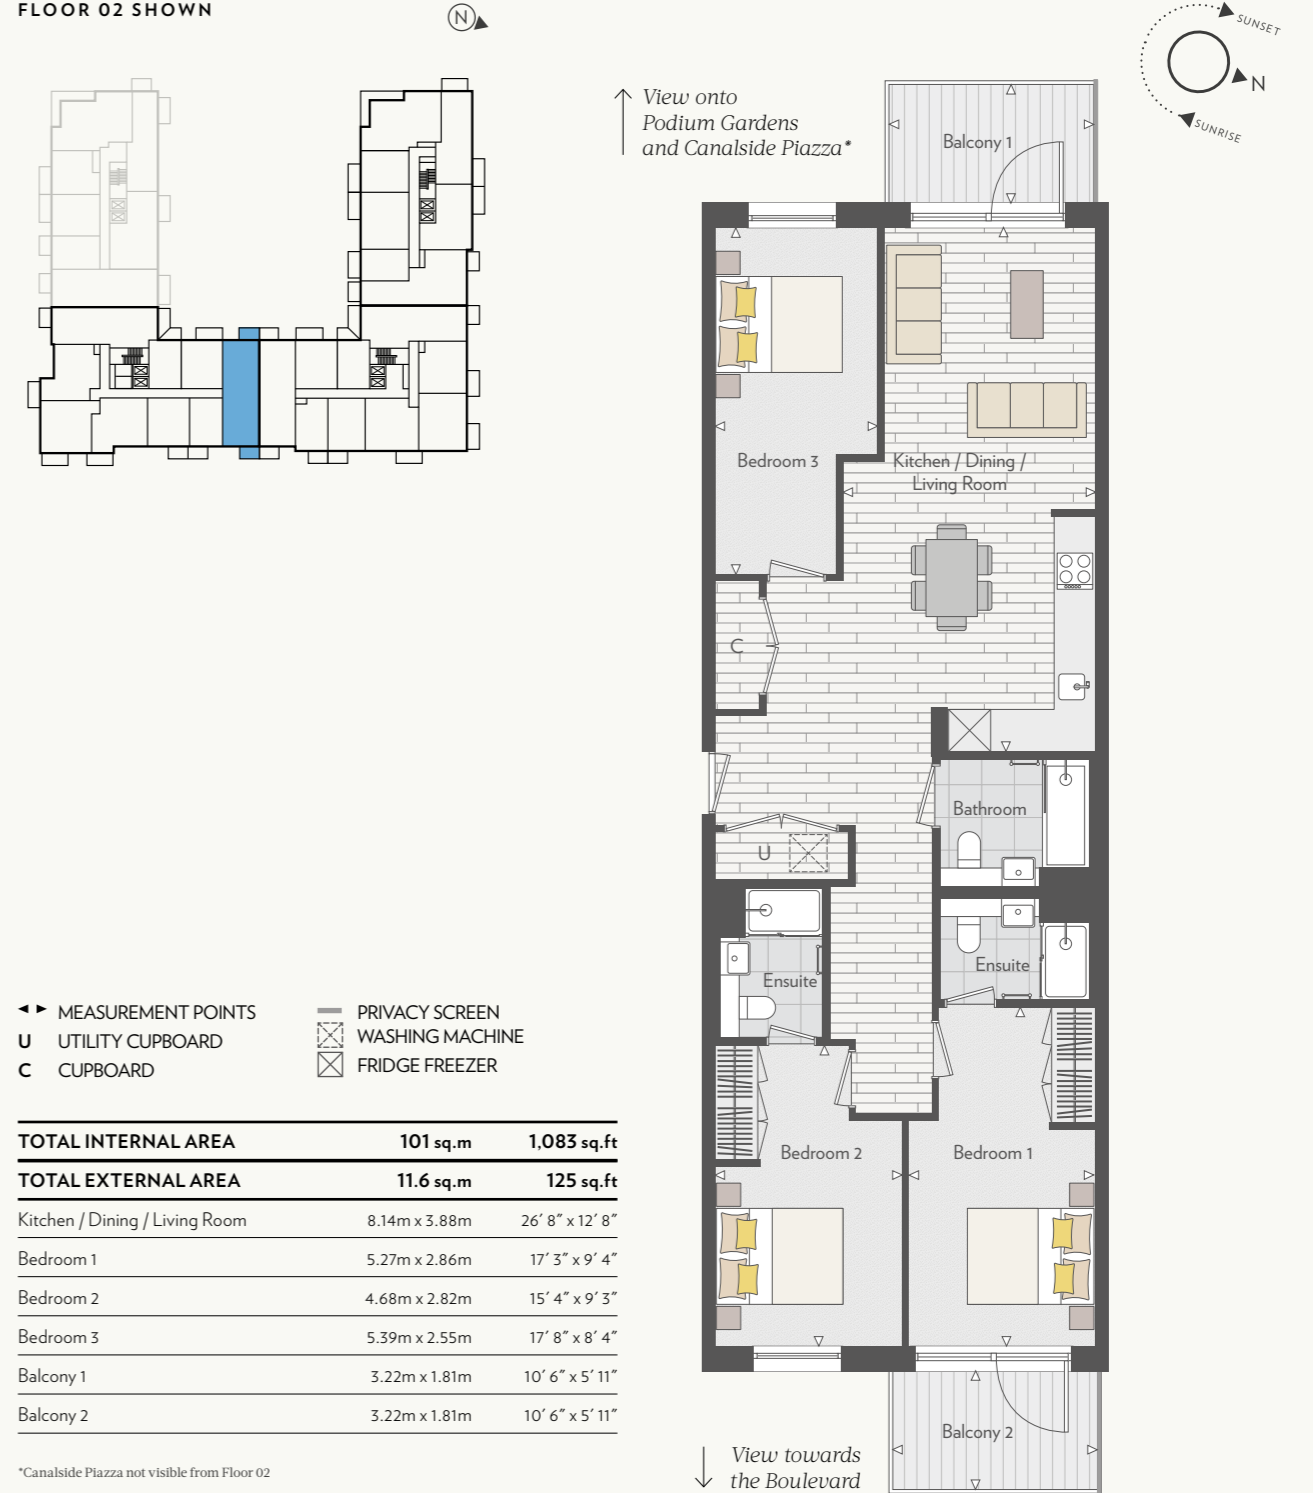 FLOOR 02 SHOWN
N
SUNSET
N
SUNRISE
View onto
Podium Gardens
and Canalside Piazza*
Balcony 1
Bedroom 3
Kitchen / Dining /
Living Room
C
Bathroom
U
Ensuite
Ensuite
Bedroom 2
Bedroom 1
Balcony 2
View towards
the Boulevard
MEASUREMENT POINTS
U UTILITY CUPBOARD
C CUPBOARD
PRIVACY SCREEN
WASHING MACHINE
FRIDGE FREEZER
TOTAL INTERNAL AREA 101 sq.m 1,083 sq.ft
TOTAL EXTERNAL AREA 11.6 sq.m 125 sq.ft
Kitchen / Dining / Living Room 8.14m x 3.88m 26′ 8″ x 12′ 8″
Bedroom 1 5.27m x 2.86m 17′ 3″ x 9′ 4″
Bedroom 2 4.68m x 2.82m 15′ 4″ x 9′ 3″
Bedroom 3 5.39m x 2.55m 17′ 8″ x 8′ 4″
Balcony 1 3.22m x 1.81m 10′ 6″ x 5′ 11″
Balcony 2 3.22m x 1.81m 10′ 6″ x 5′ 11″
*Canalside Piazza not visible from Floor 02